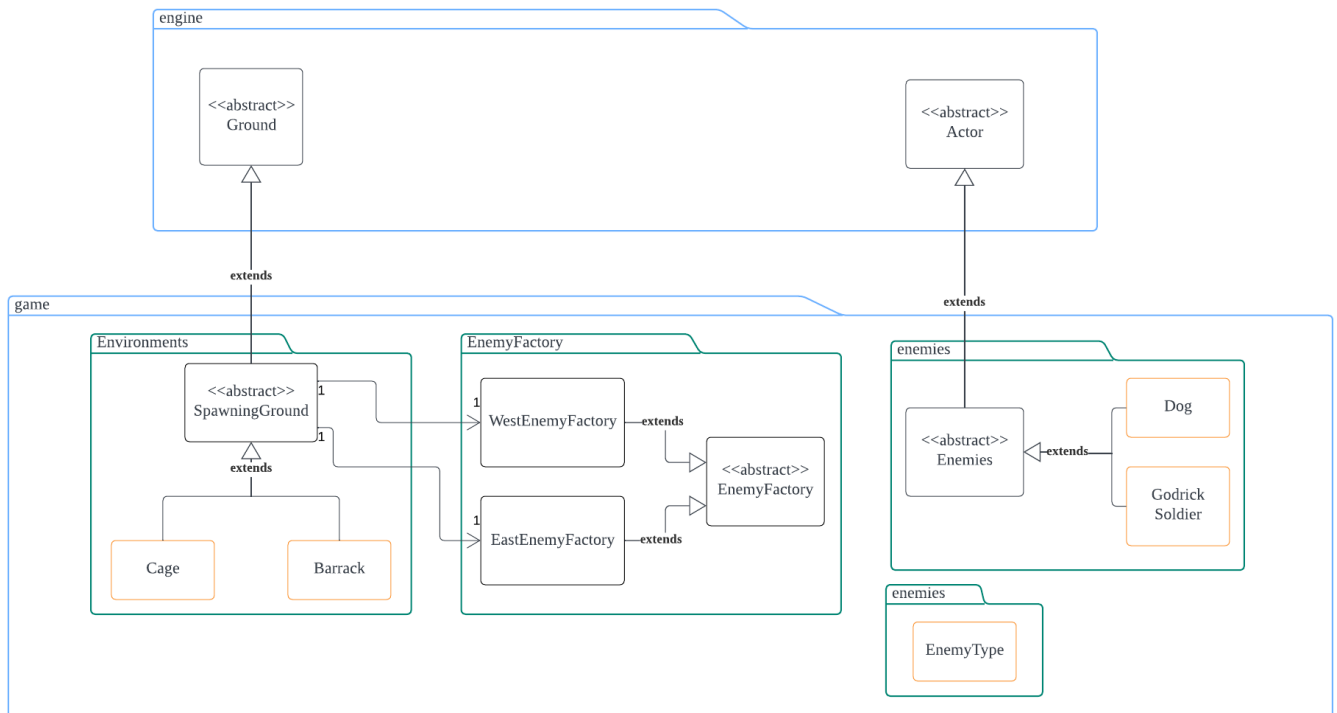 engine
<<abstract>>
Ground
<<abstract>>
Actor
extends
extends
game
Environments
<<abstract>>
SpawningGround
1
1
extends
Cage
Barrack
EnemyFactory
1
WestEnemyFactory
extends
<<abstract>>
EnemyFactory
1
EastEnemyFactory
extends
enemies
<<abstract>>
Enemies
extends
Dog
Godrick
Soldier
enemies
EnemyType